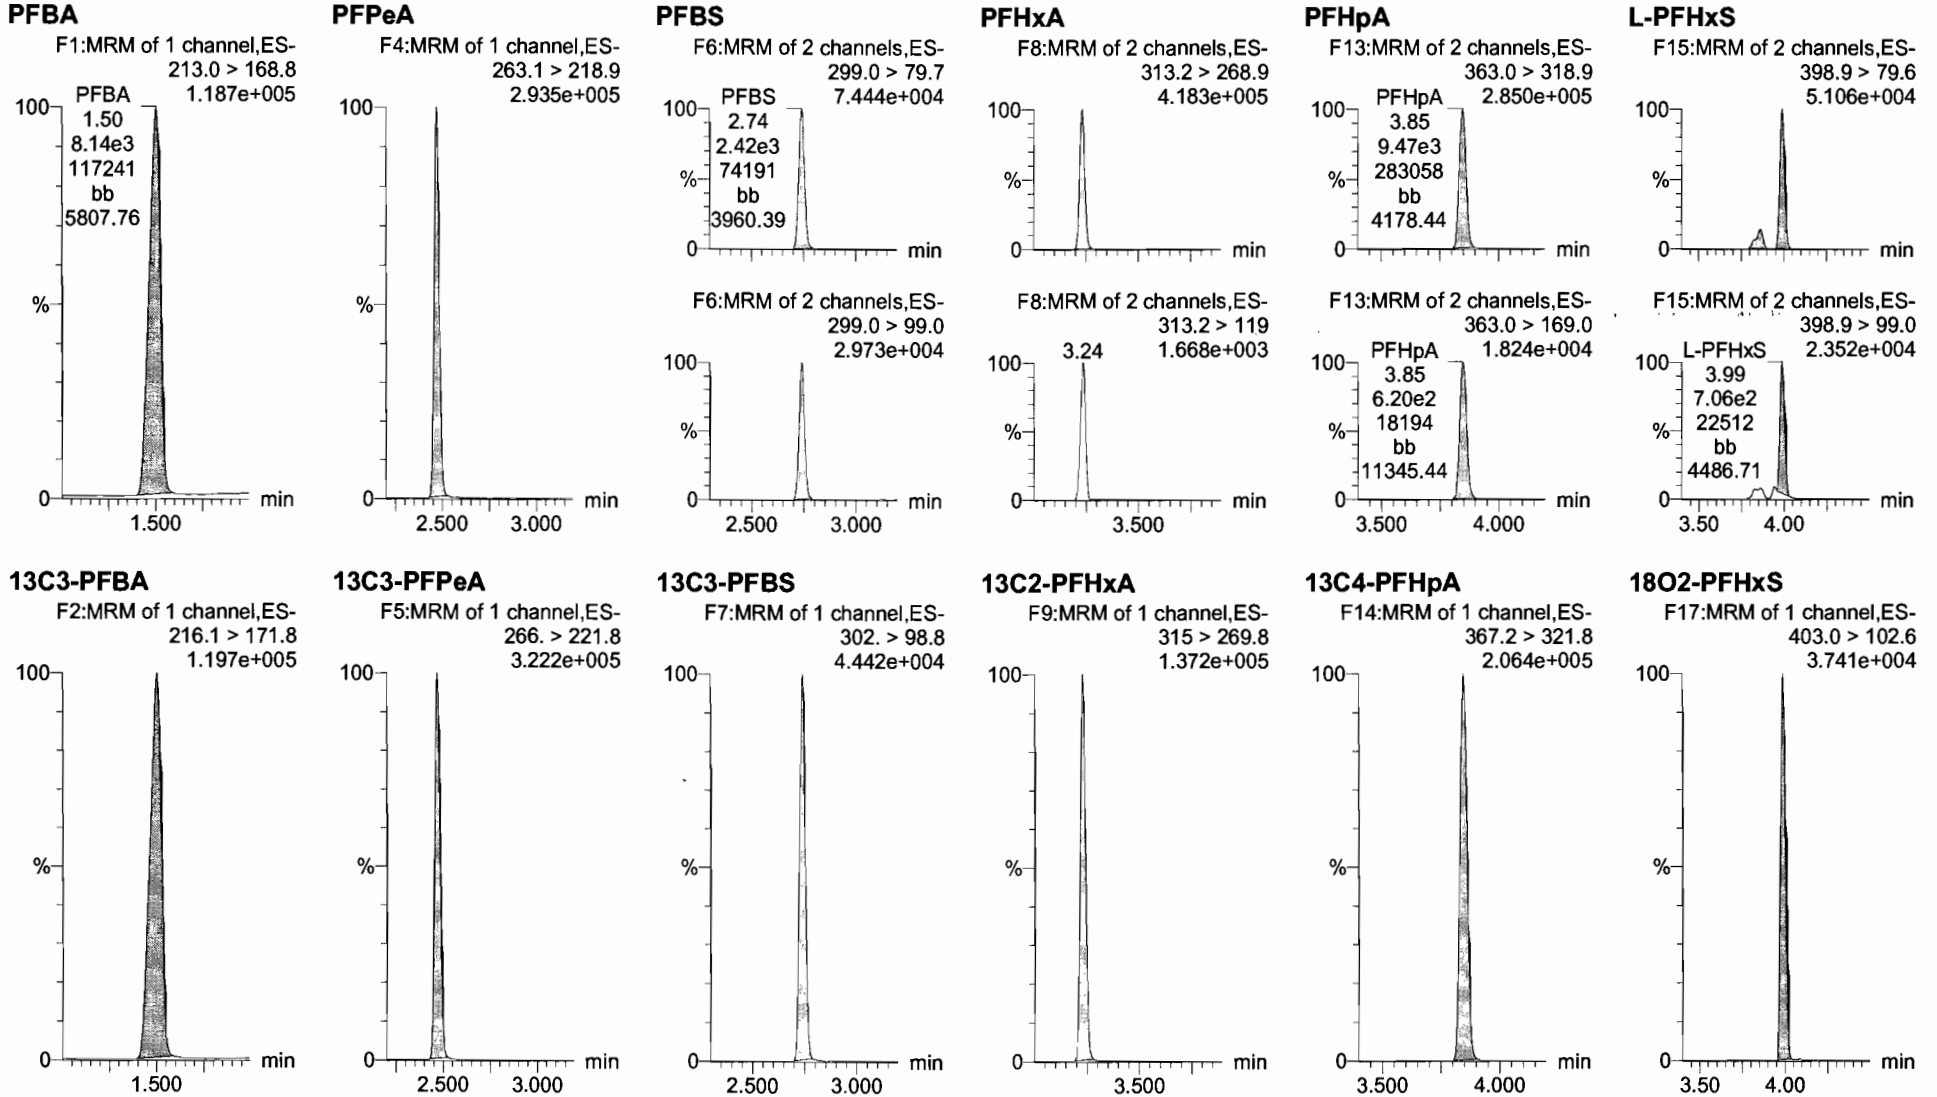 PFBA
F1:MRM of 1 channel,ES-
213.0 > 168.8
1.187e+005
PFBA
1.50
8.14e3
117241
bb
5807.76
100
%
0
min
1.500
PFPeA
F4:MRM of 1 channel,ES-
263.1 > 218.9
2.935e+005
100
%
0
min
2.500 3.000
PFBS
F6:MRM of 2 channels,ES-
299.0 > 79.7
7.444e+004
PFBS
2.74
2.42e3
74191
bb
3960.39
100
%
0
min
F6:MRM of 2 channels,ES-
299.0 > 99.0
2.973e+004
100
%
0
min
2.500 3.000
PFHxA
F8:MRM of 2 channels,ES-
313.2 > 268.9
4.183e+005
100
%
0
min
F8:MRM of 2 channels,ES-
313.2 > 119
1.668e+003
3.24
100
%
0
min
3.500
PFHpA
F13:MRM of 2 channels,ES-
363.0 > 318.9
2.850e+005
PFHpA
3.85
9.47e3
283058
bb
4178.44
100
%
0
min
F13:MRM of 2 channels,ES-
363.0 > 169.0
1.824e+004
PFHpA
3.85
6.20e2
18194
bb
11345.44
100
%
0
min
3.500 4.000
L-PFHxS
F15:MRM of 2 channels,ES-
398.9 > 79.6
5.106e+004
100
%
0
min
F15:MRM of 2 channels,ES-
398.9 > 99.0
2.352e+004
L-PFHxS
3.99
7.06e2
22512
bb
4486.71
100
%
0
min
3.50 4.00
13C3-PFBA
F2:MRM of 1 channel,ES-
216.1 > 171.8
1.197e+005
100
%
0
min
1.500
13C3-PFPeA
F5:MRM of 1 channel,ES-
266. > 221.8
3.222e+005
100
%
0
min
2.500 3.000
13C3-PFBS
F7:MRM of 1 channel,ES-
302. > 98.8
4.442e+004
100
%
0
min
2.500 3.000
13C2-PFHxA
F9:MRM of 1 channel,ES-
315 > 269.8
1.372e+005
100
%
0
min
3.500
13C4-PFHpA
F14:MRM of 1 channel,ES-
367.2 > 321.8
2.064e+005
100
%
0
min
3.500 4.000
18O2-PFHxS
F17:MRM of 1 channel,ES-
403.0 > 102.6
3.741e+004
100
%
0
min
3.50 4.00